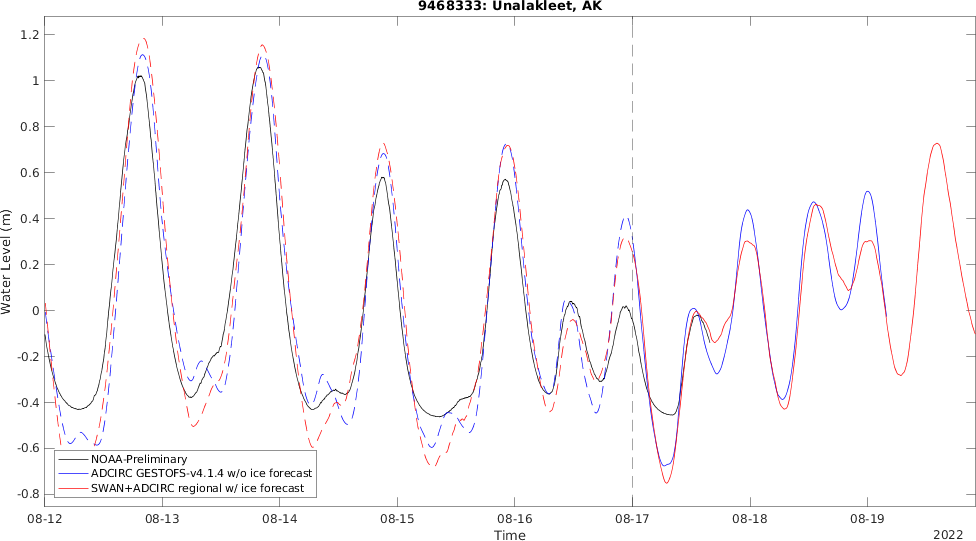 9468333: Unalakleet, AK
1.2
1
0.8
0.6
0.4
0.2
0
-0.2
-0.4
-0.6
-0.8
Water Level (m)
NOAA-Preliminary
ADCIRC GESTOFS-v4.1.4 w/o ice forecast
SWAN+ADCIRC regional w/ ice forecast
08-12 08-13 08-14 08-15 08-16 08-17 08-18 08-19
Time
2022